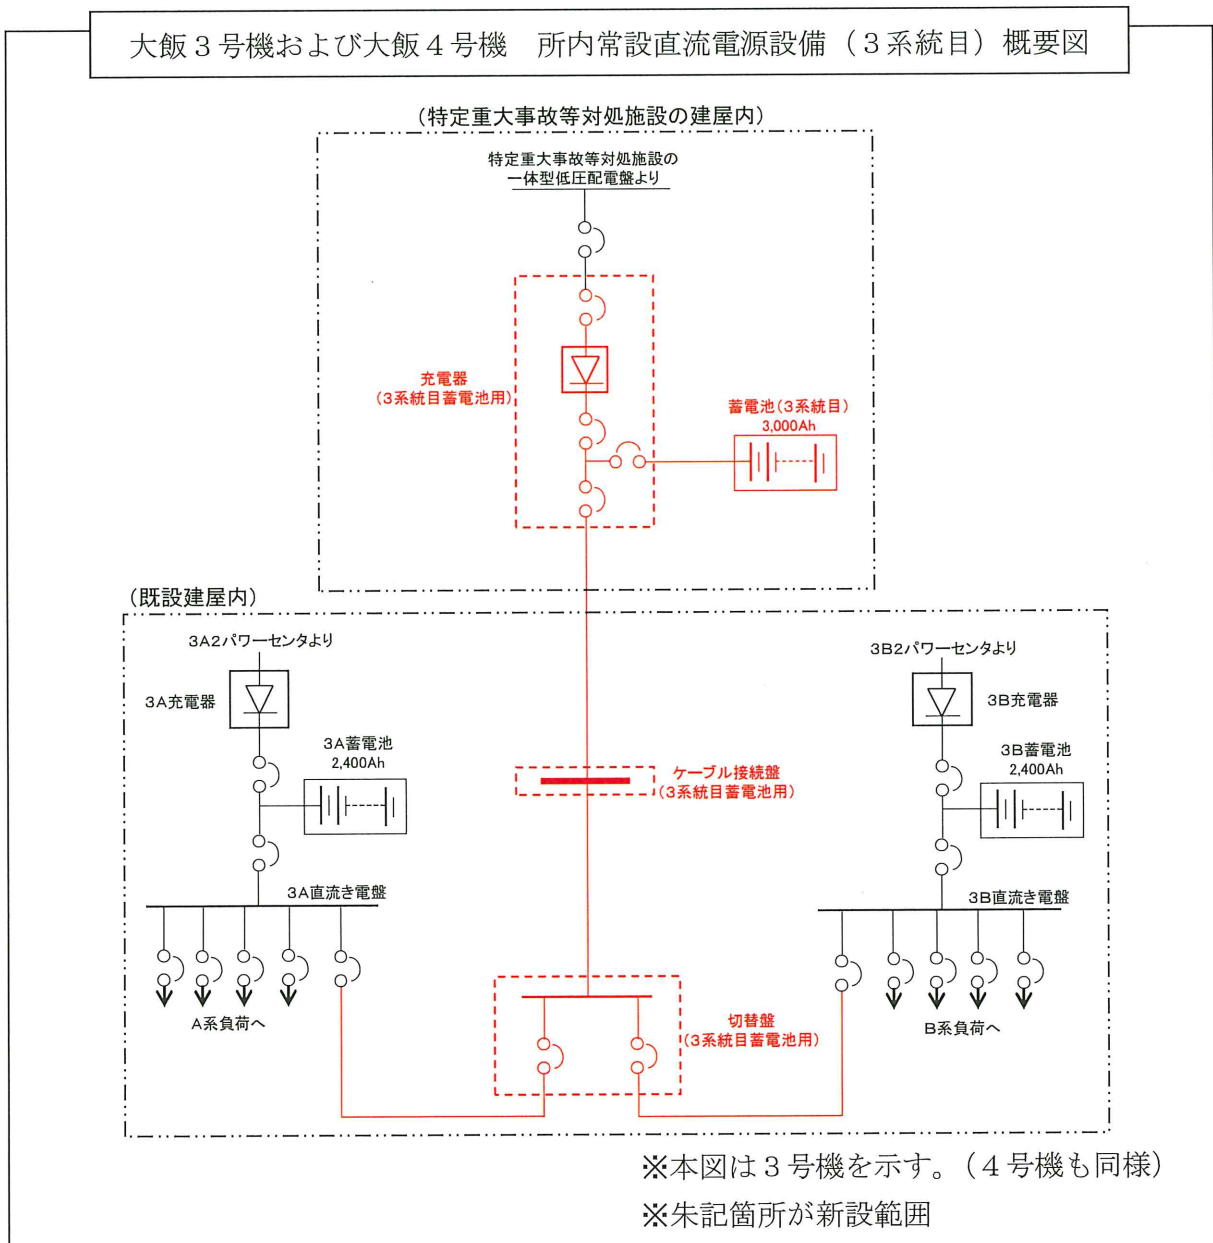 大飯３号機および大飯４号機　所内常設直流電源設備（３系統目）概要図
(特定重大事故等対処施設の建屋内)
特定重大事故等対処施設の
一体型低圧配電盤より
充電器
(3系統目蓄電池用)
蓄電池(3系統目)
3,000Ah
(既設建屋内)
3A2パワーセンタより
3A充電器
3A蓄電池
2,400Ah
3A直流き電盤
A系負荷へ
ケーブル接続盤
(3系統目蓄電池用)
切替盤
(3系統目蓄電池用)
3B2パワーセンタより
3B充電器
3B蓄電池
2,400Ah
3B直流き電盤
B系負荷へ
※本図は３号機を示す。（４号機も同様）
※朱記箇所が新設範囲